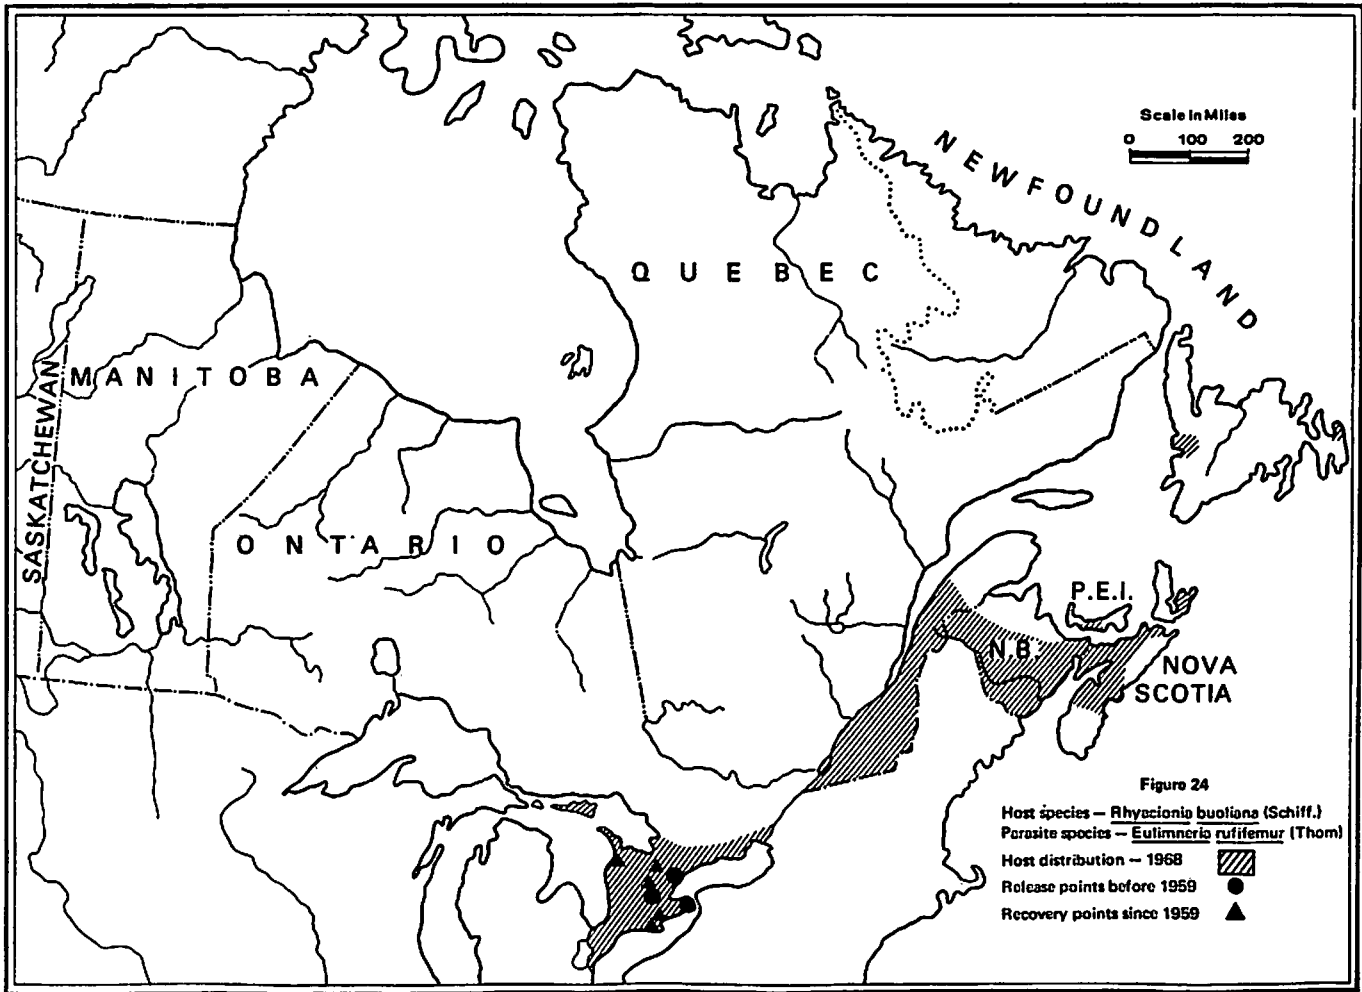 Scale in Miles
0 100 200
NEWFOUNDLAND
QUEBEC
MANITOBA
SASKATCHEWAN
ONTARIO
P.E.I.
N.B.
NOVA
SCOTIA
Figure 24
Host species — Rhyacionia buoliana (Schiff.)
Parasite species — Eulimneria rufifemur (Thom)
Host distribution — 1968
Release points before 1959
Recovery points since 1959